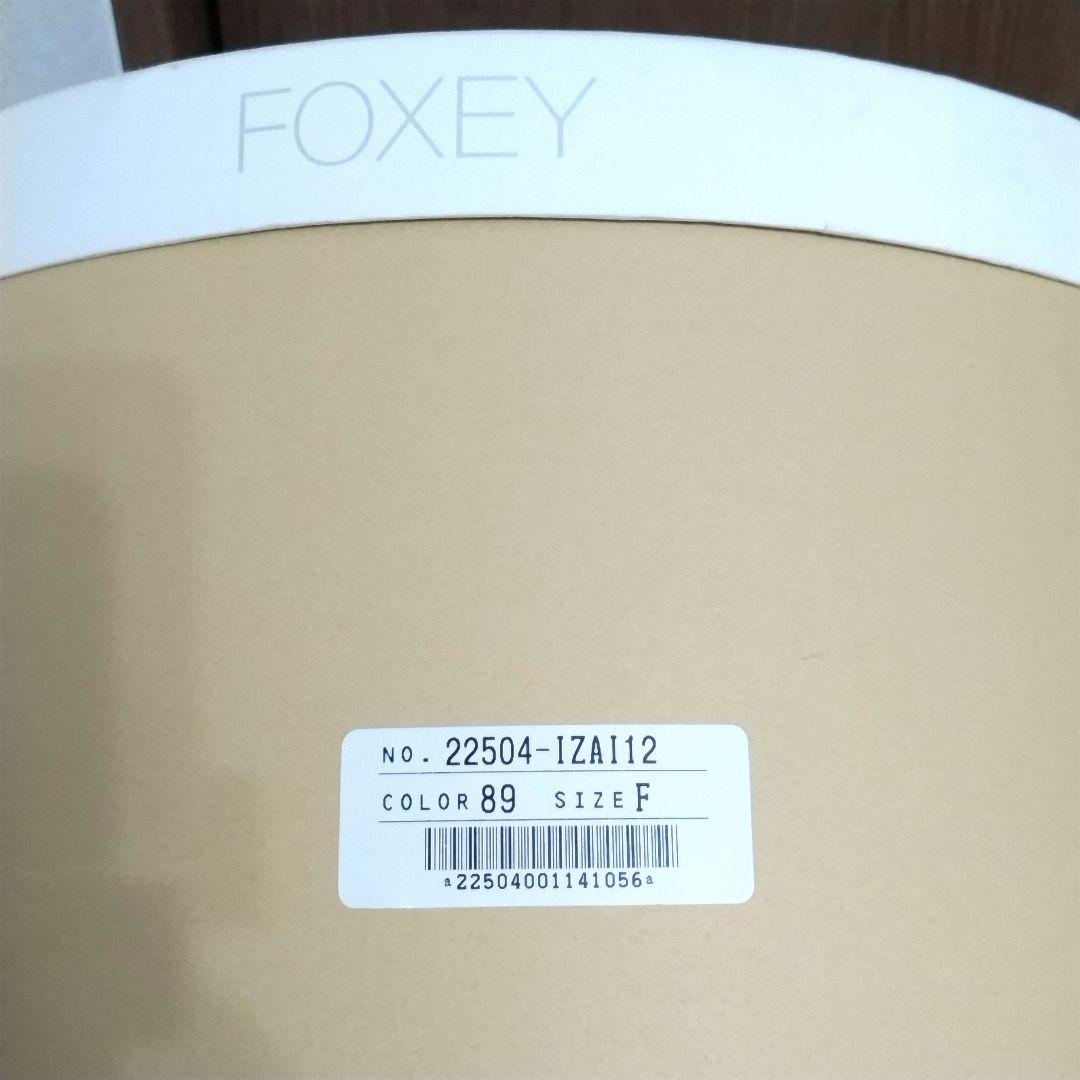 FOXEY
NO. 22504-IZAI12
COLOR 89 SIZE F
a22504001141056a